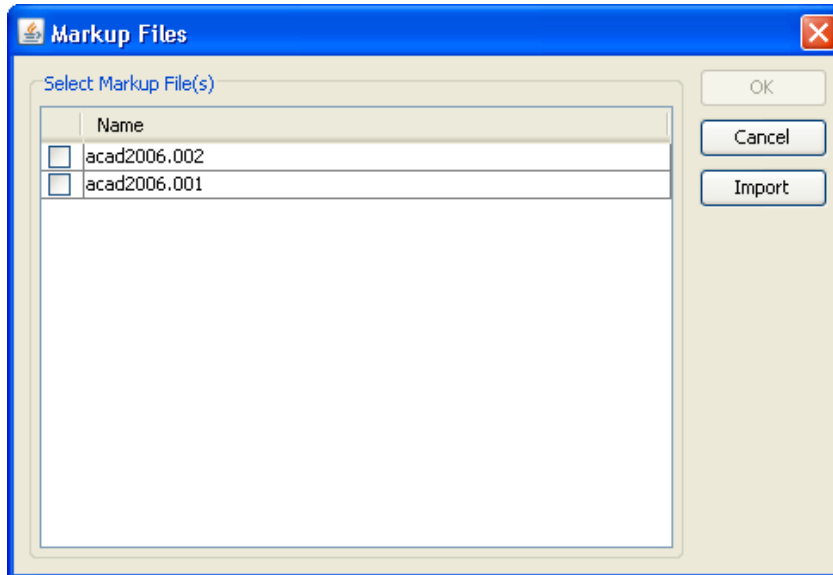 Markup Files
Select Markup File(s)
OK
Name
Cancel
acad2006.002
acad2006.001
Import